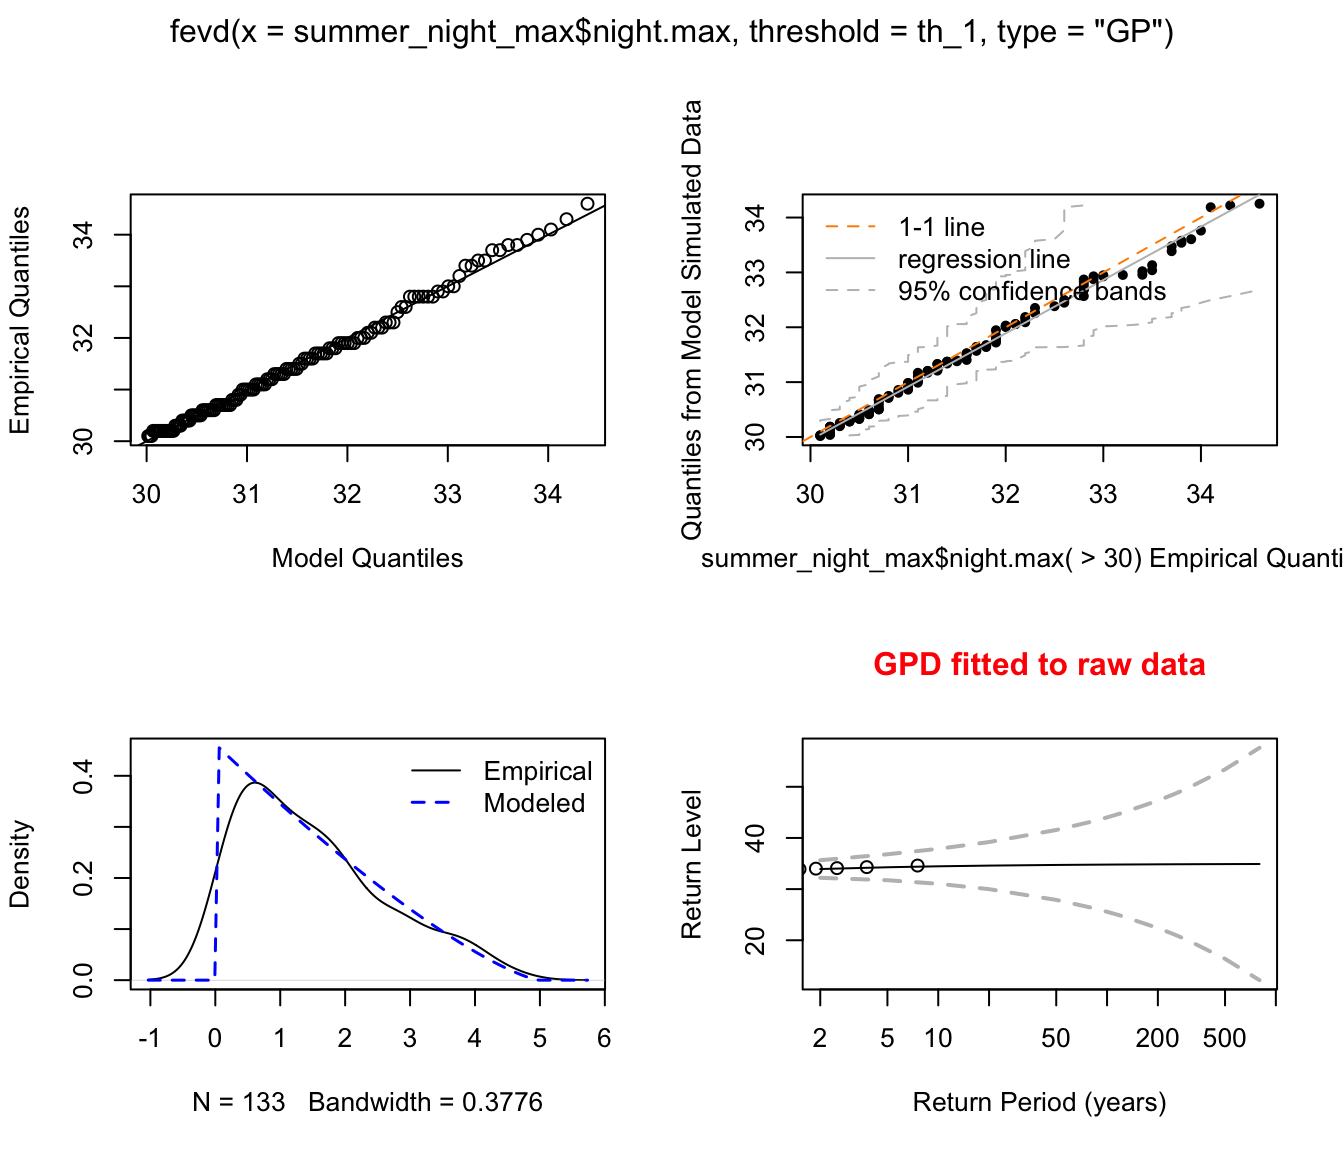 fevd(x = summer_night_max$night.max, threshold = th_1, type = "GP")
Empirical Quantiles
34
32
30
30 31 32 33 34
Model Quantiles
Quantiles from Model Simulated Data
34
33
32
31
30
1-1 line
regression line
95% confidence bands
30 31 32 33 34
summer_night_max$night.max( > 30) Empirical Quanti
Density
0.4
0.2
0.0
Empirical
Modeled
-1 0 1 2 3 4 5 6
N = 133 Bandwidth = 0.3776
GPD fitted to raw data
Return Level
40
20
2 5 10 50 200 500
Return Period (years)